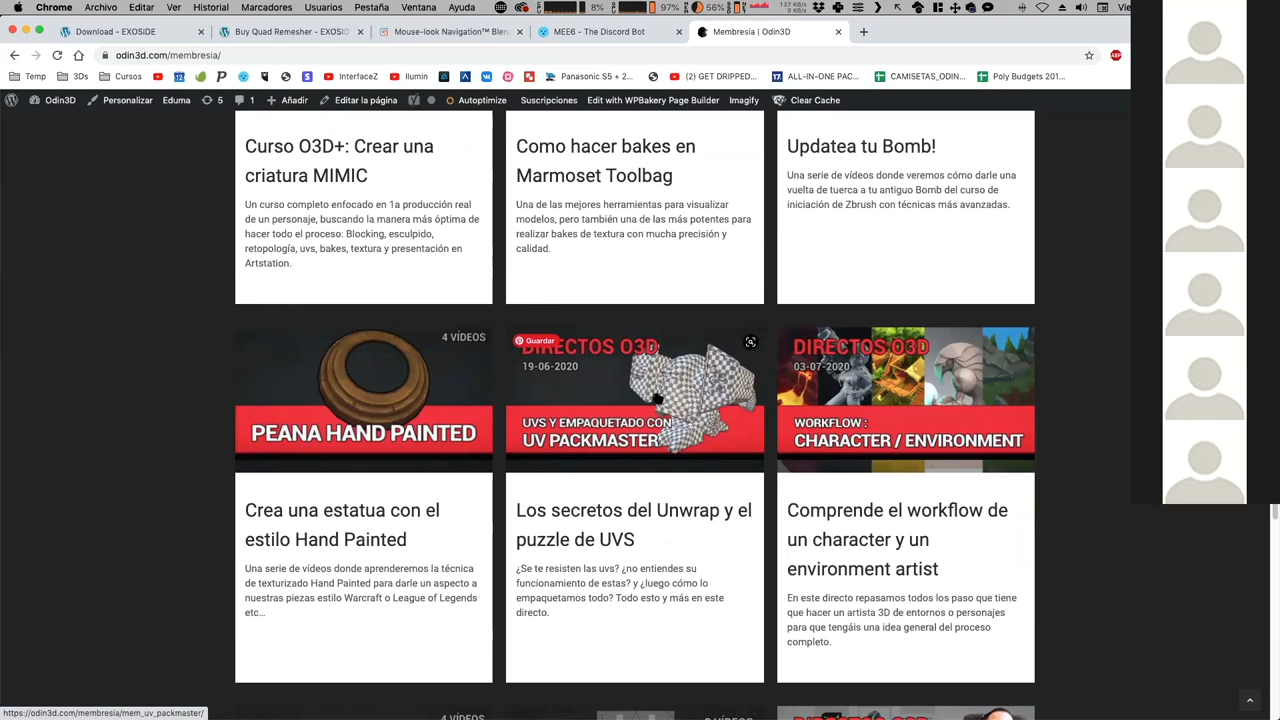 Chrome Archivo Editar Ver Historial Marcadores Usuarios Pestaña Ventana Ayuda 8% 97% 56% 137 KB/s Vie
Download - EXOSIDE Buy Quad Remesher - EXOSID Mouse-look Navigation™ Blen MEE6 - The Discord Bot Membresía | Odin3D
odin3d.com/membresia/
Temp 3Ds Cursos InterfaceZ Ilumin Panasonic S5 + 2... (2) GET DRIPPED... ALL-IN-ONE PAC... CAMISETAS_ODIN... Poly Budgets 201...
Odin3D Personalizar Eduma 5 1 Añadir Editar la página Autoptimize Suscripciones Edit with WPBakery Page Builder Imagify Clear Cache
Curso O3D+: Crear una
criatura MIMIC
Un curso completo enfocado en 1a producción real
de un personaje, buscando la manera más óptima de
hacer todo el proceso: Blocking, esculpido,
retopología, uvs, bakes, textura y presentación en
Artstation.
Como hacer bakes en
Marmoset Toolbag
Una de las mejores herramientas para visualizar
modelos, pero también una de las más potentes para
realizar bakes de textura con mucha precisión y
calidad.
Updatea tu Bomb!
Una serie de vídeos donde veremos cómo darle una
vuelta de tuerca a tu antiguo Bomb del curso de
iniciación de Zbrush con técnicas más avanzadas.
4 VÍDEOS
PEANA HAND PAINTED
Crea una estatua con el
estilo Hand Painted
Una serie de vídeos donde aprenderemos la técnica
de texturizado Hand Painted para darle un aspecto a
nuestras piezas estilo Warcraft o League of Legends
etc...
Guardar
DIRECTOS O3D
19-06-2020
UVS Y EMPAQUETADO CON
UV PACKMASTER
Los secretos del Unwrap y el
puzzle de UVS
¿Se te resisten las uvs? ¿no entiendes su
funcionamiento de estas? y ¿luego cómo lo
empaquetamos todo? Todo esto y más en este
directo.
DIRECTOS O3D
03-07-2020
WORKFLOW :
CHARACTER / ENVIRONMENT
Comprende el workflow de
un character y un
environment artist
En este directo repasamos todos los paso que tiene
que hacer un artista 3D de entornos o personajes
para que tengáis una idea general del proceso
completo.
https://odin3d.com/membresia/mem_uv_packmaster/